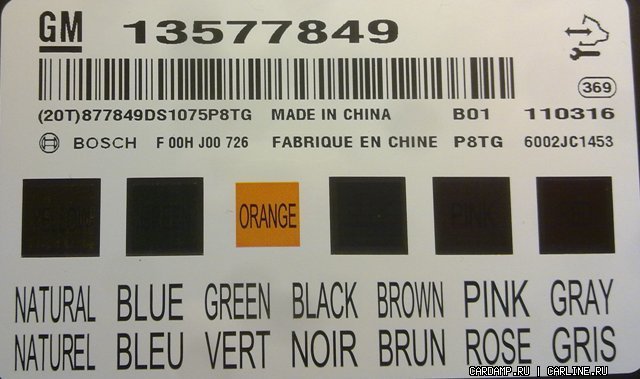 GM 13577849
369
(20T)877849DS1075P8TG MADE IN CHINA B01 110316
BOSCH F 00H J00 726 FABRIQUE EN CHINE P8TG 6002JC1453
ORANGE PINK
NATURAL BLUE GREEN BLACK BROWN PINK GRAY
NATUREL BLEU VERT NOIR BRUN ROSE GRIS
CARDAMP.RU | CARLINE.RU